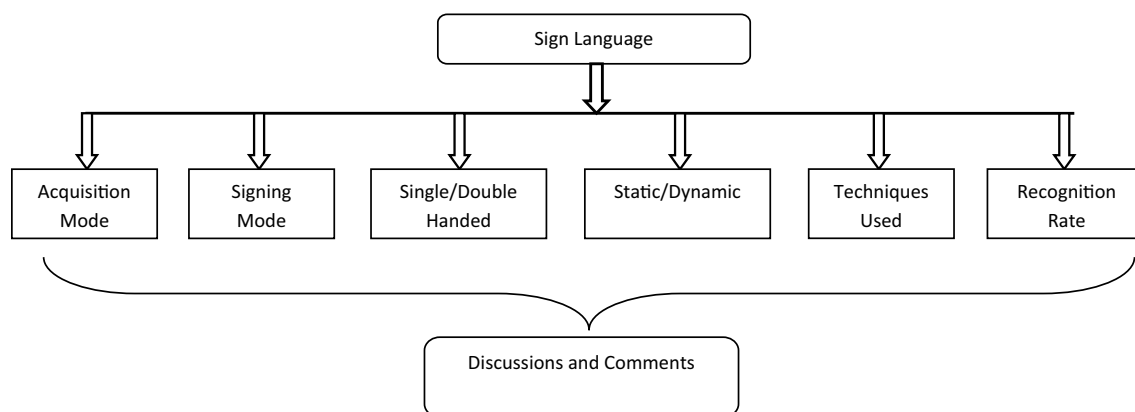 Sign Language
Acquisition
Mode
Signing
Mode
Single/Double
Handed
Static/Dynamic
Techniques
Used
Recognition
Rate
Discussions and Comments